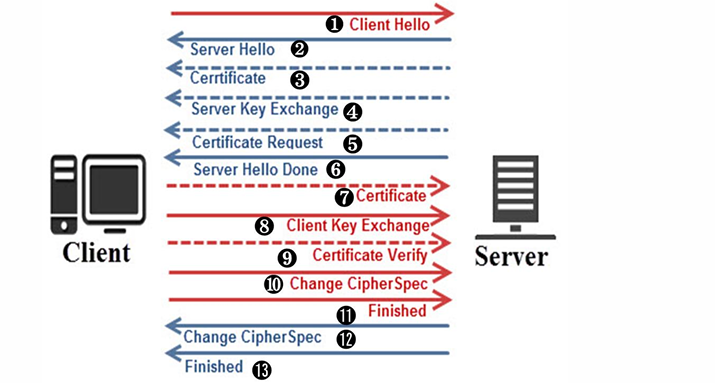 ❶ Client Hello
Server Hello ❷
Cerrtificate ❸
Server Key Exchange ❹
Certificate Request ❺
Server Hello Done ❻
❼ Certificate
❽ Client Key Exchange
❾ Certificate Verify
❿ Change CipherSpec
Client
Server
Finished
⓫
Change CipherSpec ⓬
Finished ⓭